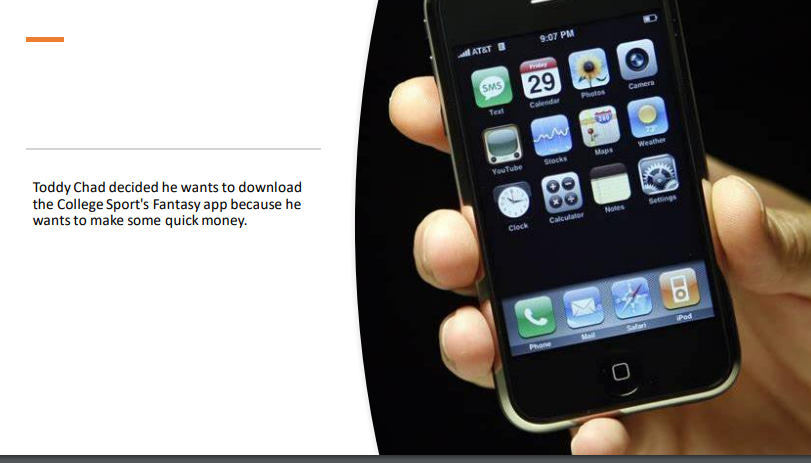 Toddy Chad decided he wants to download
the College Sport's Fantasy app because he
wants to make some quick money.
AT&T 9:07 PM
SMS Friday 29 280
Text Calendar Photos Camera
73°
YouTube Stocks Maps Weather
Clock Calculator Notes Settings
Phone Mail Safari iPod